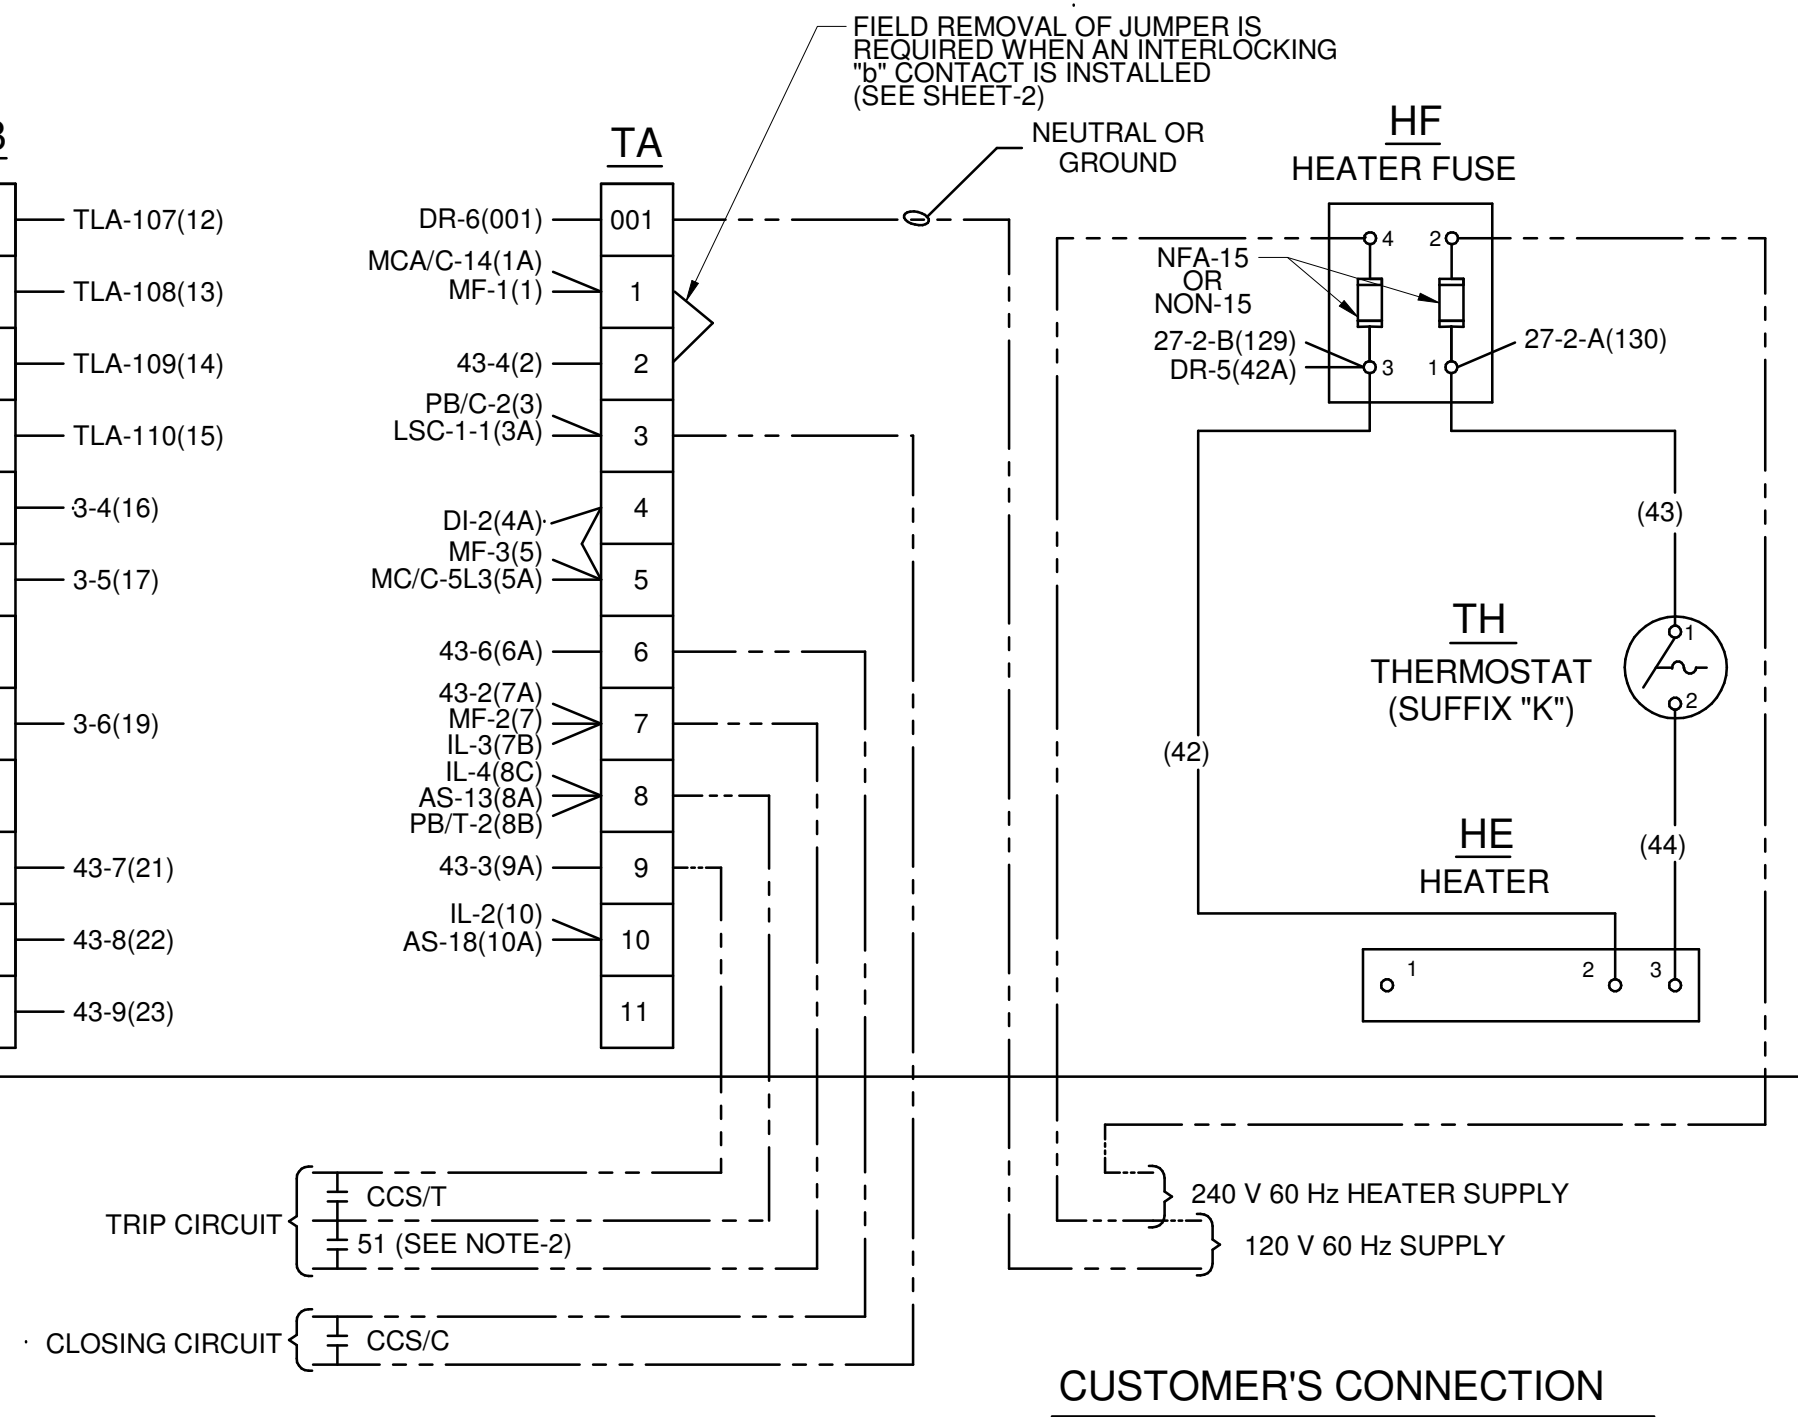 FIELD REMOVAL OF JUMPER IS
REQUIRED WHEN AN INTERLOCKING
"b" CONTACT IS INSTALLED
(SEE SHEET-2)
NEUTRAL OR
GROUND
HF
HEATER FUSE
TA
TLA-107(12)
TLA-108(13)
TLA-109(14)
TLA-110(15)
3-4(16)
3-5(17)
3-6(19)
43-7(21)
43-8(22)
43-9(23)
DR-6(001)
001
MCA/C-14(1A)
MF-1(1)
1
43-4(2)
2
PB/C-2(3)
LSC-1-1(3A)
3
4
DI-2(4A)
MF-3(5)
MC/C-5L3(5A)
5
43-6(6A)
6
43-2(7A)
MF-2(7)
IL-3(7B)
7
IL-4(8C)
AS-13(8A)
PB/T-2(8B)
8
43-3(9A)
9
IL-2(10)
AS-18(10A)
10
11
4 2
NFA-15
OR
NON-15
27-2-B(129)
DR-5(42A)
3 1
27-2-A(130)
(43)
(42)
TH
THERMOSTAT
(SUFFIX "K")
1
2
(44)
HE
HEATER
1 2 3
TRIP CIRCUIT
CCS/T
51 (SEE NOTE-2)
CLOSING CIRCUIT
CCS/C
240 V 60 Hz HEATER SUPPLY
120 V 60 Hz SUPPLY
CUSTOMER'S CONNECTION